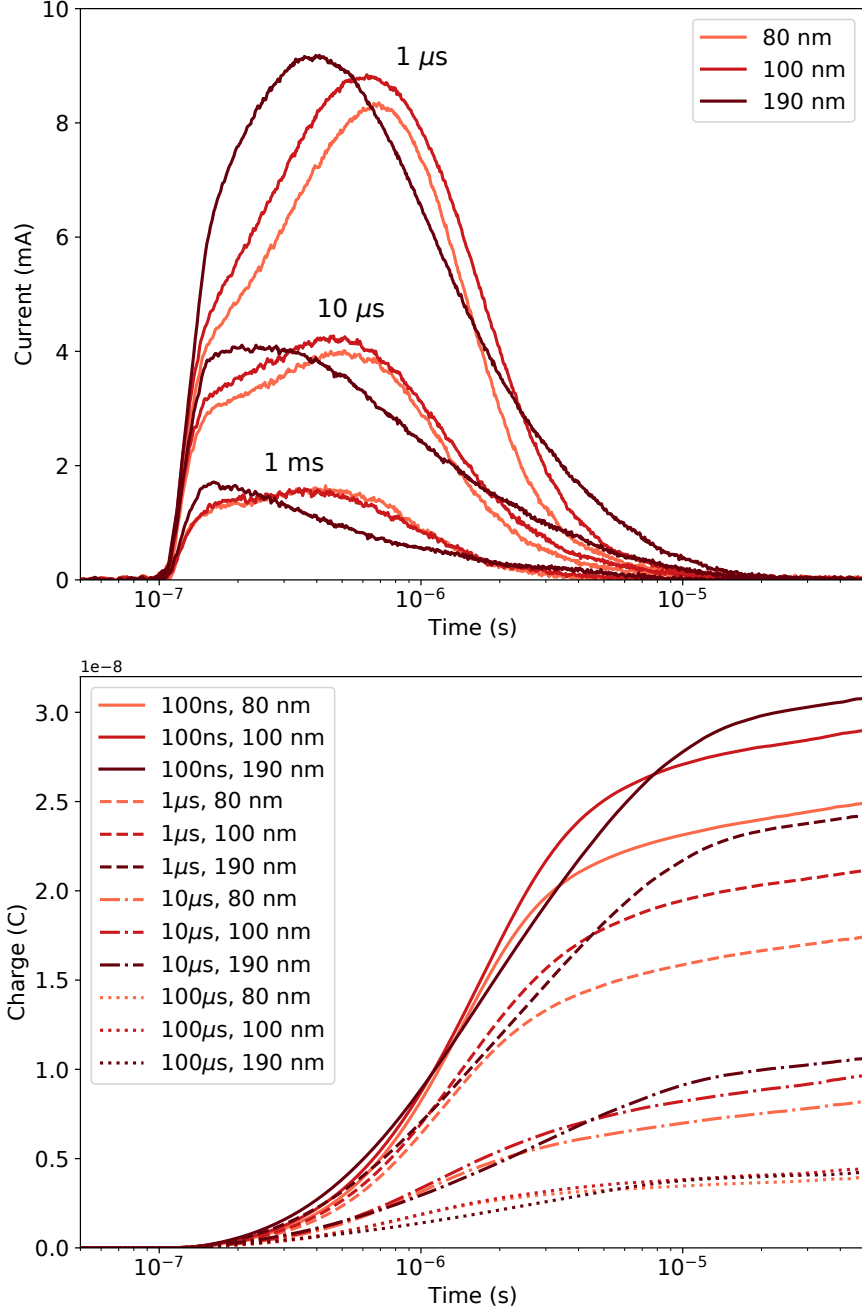 10
8
6
4
2
0
Current (mA)
1 μs
10 μs
1 ms
80 nm
100 nm
190 nm
10⁻⁷
10⁻⁶
10⁻⁵
Time (s)
1e−8
3.0
2.5
2.0
1.5
1.0
0.5
0.0
Charge (C)
100ns, 80 nm
100ns, 100 nm
100ns, 190 nm
1μs, 80 nm
1μs, 100 nm
1μs, 190 nm
10μs, 80 nm
10μs, 100 nm
10μs, 190 nm
100μs, 80 nm
100μs, 100 nm
100μs, 190 nm
10⁻⁷
10⁻⁶
10⁻⁵
Time (s)